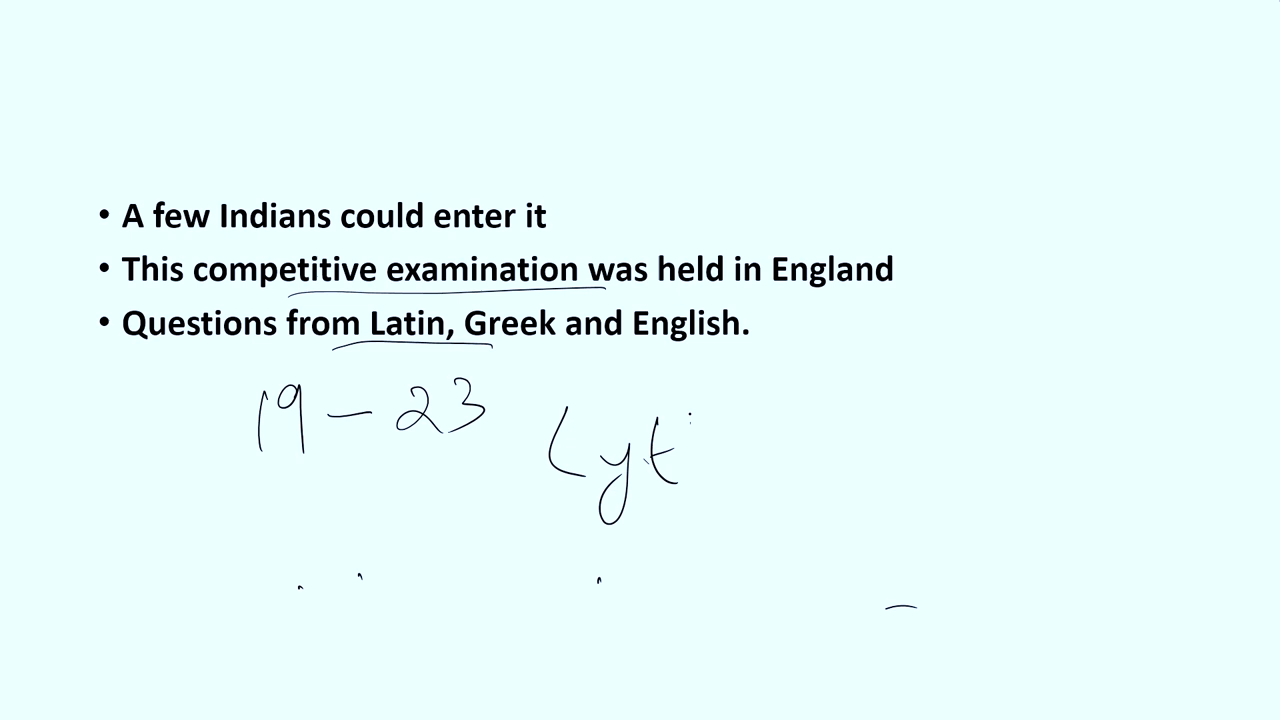 • A few Indians could enter it
• This competitive examination was held in England
• Questions from Latin, Greek and English.
19 – 23 Lyt